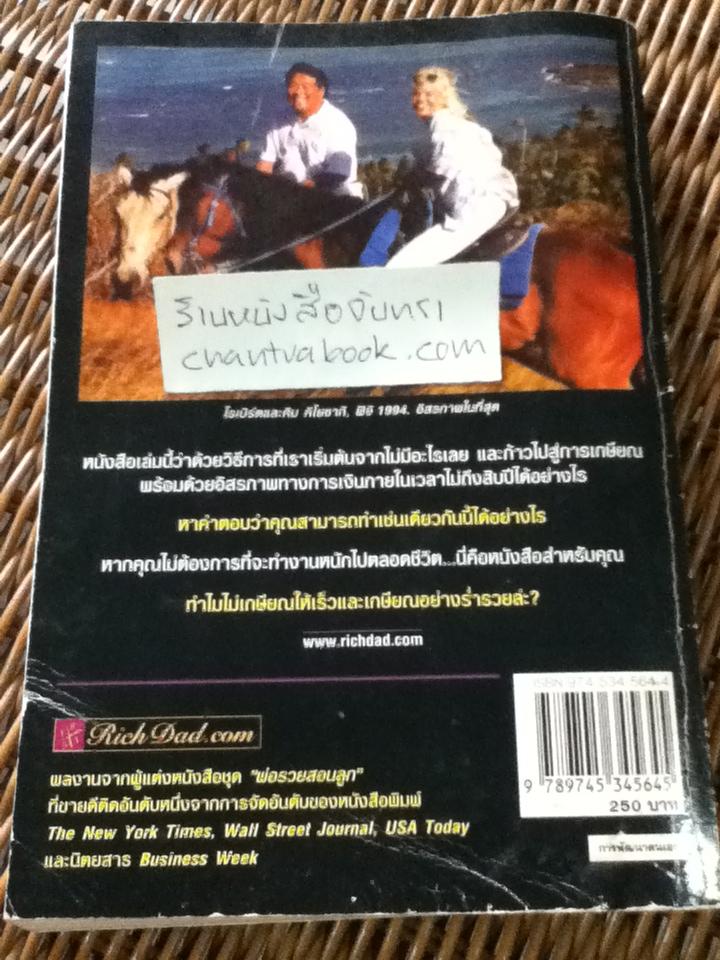 ร้านหนังสือจันทรา
chantrabook.com
โรเบิร์ตและคิม คิโยซากิ, ฟิจิ 1994. อิสรภาพในที่สุด
หนังสือเล่มนี้ว่าด้วยวิธีการที่เราเริ่มต้นจากไม่มีอะไรเลย และก้าวไปสู่การเกษียณ
พร้อมด้วยอิสรภาพทางการเงินภายในเวลาไม่ถึงสิบปีได้อย่างไร
หาคำตอบว่าคุณสามารถทำเช่นเดียวกันนี้ได้อย่างไร
หากคุณไม่ต้องการที่จะทำงานหนักไปตลอดชีวิต...นี่คือหนังสือสำหรับคุณ
ทำไมไม่เกษียณให้เร็วและเกษียณอย่างร่ำรวยล่ะ?
www.richdad.com
ISBN 974 534 564-4
9 789745 345645
250 บาท
การพัฒนาตนเอง
Rich Dad.com
ผลงานจากผู้แต่งหนังสือชุด "พ่อรวยสอนลูก"
ที่ขายดีติดอันดับหนึ่งจากการจัดอันดับของหนังสือพิมพ์
The New York Times, Wall Street Journal, USA Today
และนิตยสาร Business Week